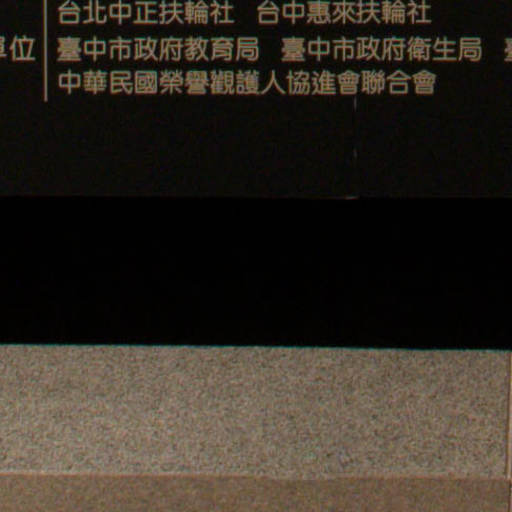 台北中正扶輪社 台中惠來扶輪社
單位 臺中市政府教育局 臺中市政府衛生局
中華民國榮譽觀護人協進會聯合會